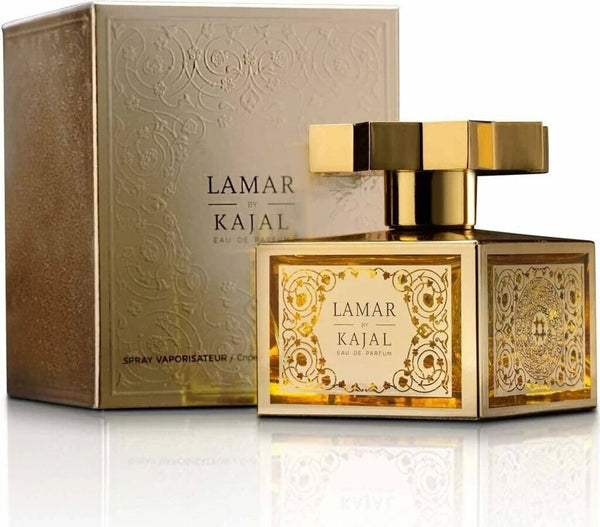 LAMAR
BY
KAJAL
EAU DE PARFUM
SPRAY VAPORISATEUR /
LAMAR
BY
KAJAL
EAU DE PARFUM